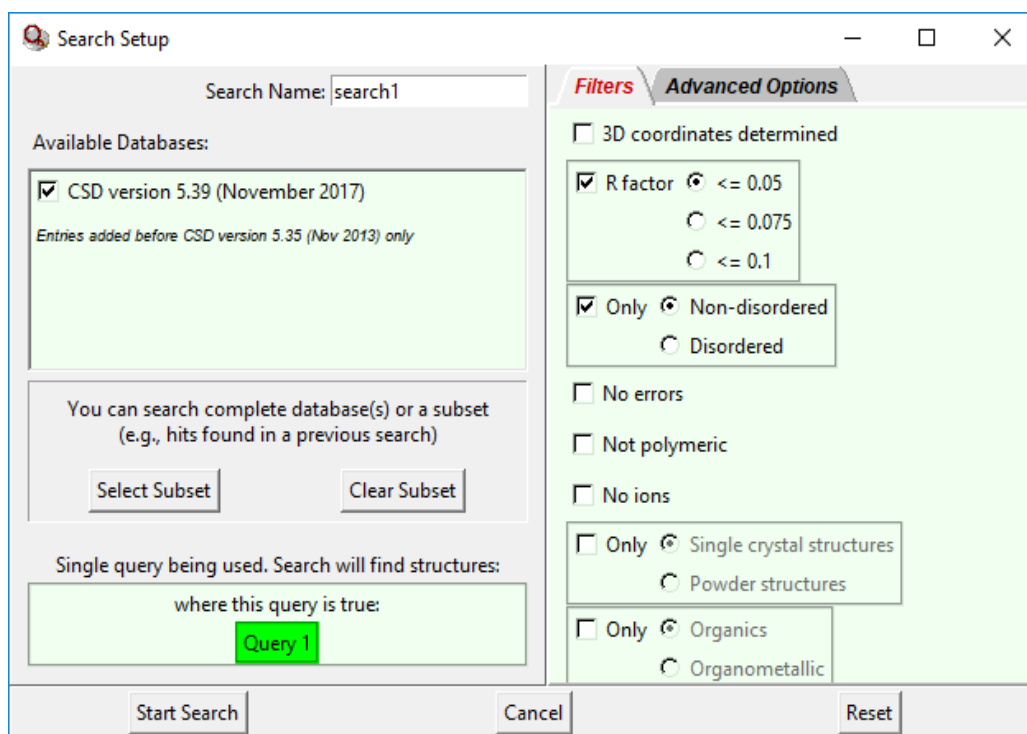 Search Setup
Search Name: search1
Available Databases:
CSD version 5.39 (November 2017)
Entries added before CSD version 5.35 (Nov 2013) only
You can search complete database(s) or a subset
(e.g., hits found in a previous search)
Select Subset Clear Subset
Single query being used. Search will find structures:
where this query is true:
Query 1
Filters Advanced Options
3D coordinates determined
R factor <= 0.05
<= 0.075
<= 0.1
Only Non-disordered
Disordered
No errors
Not polymeric
No ions
Only Single crystal structures
Powder structures
Only Organics
Organometallic
Start Search Cancel Reset